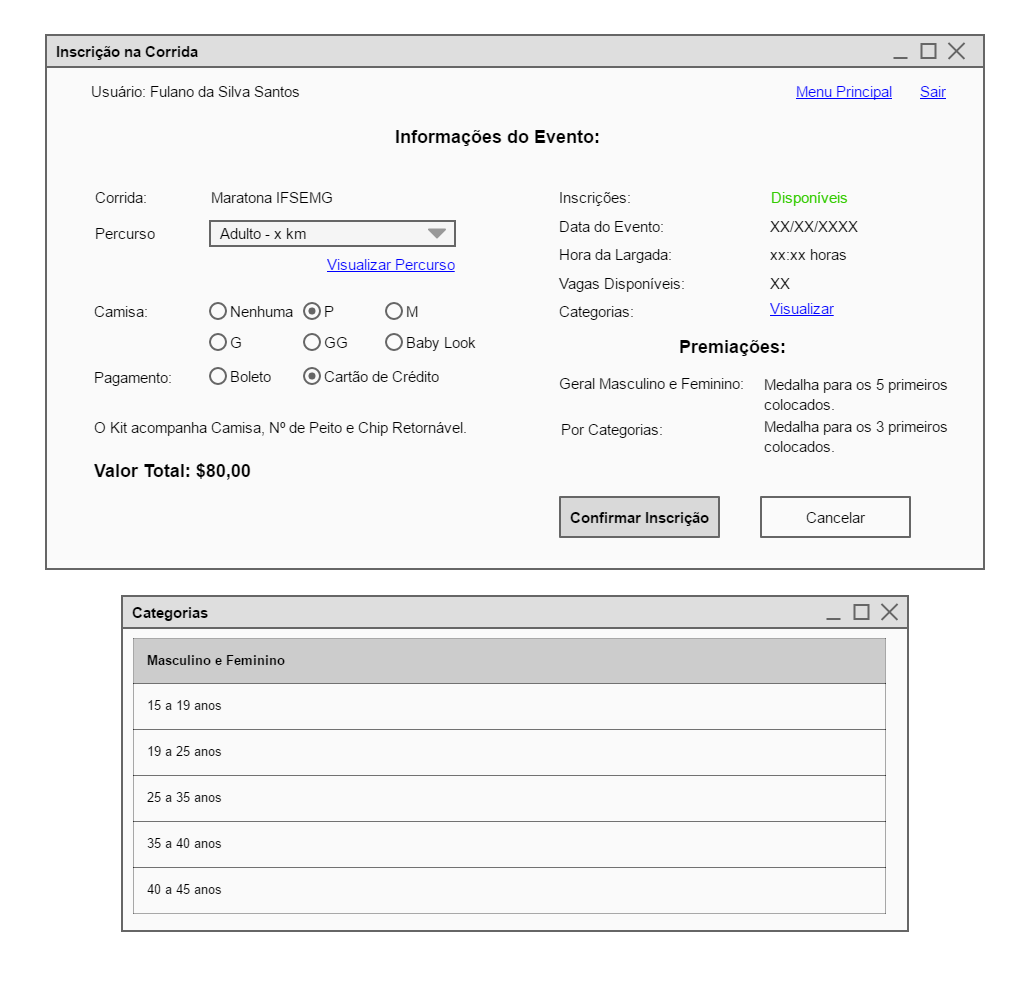 Inscrição na Corrida
Usuário: Fulano da Silva Santos
Menu Principal
Sair
Informações do Evento:
Corrida:
Maratona IFSEMG
Percurso
Adulto - x km
Visualizar Percurso
Camisa:
Nenhuma
P
M
G
GG
Baby Look
Pagamento:
Boleto
Cartão de Crédito
O Kit acompanha Camisa, Nº de Peito e Chip Retornável.
Valor Total: $80,00
Inscrições:
Disponíveis
Data do Evento:
XX/XX/XXXX
Hora da Largada:
xx:xx horas
Vagas Disponíveis:
XX
Categorias:
Visualizar
Premiações:
Geral Masculino e Feminino:
Medalha para os 5 primeiros
colocados.
Por Categorias:
Medalha para os 3 primeiros
colocados.
Confirmar Inscrição
Cancelar
Categorias
Masculino e Feminino
15 a 19 anos
19 a 25 anos
25 a 35 anos
35 a 40 anos
40 a 45 anos